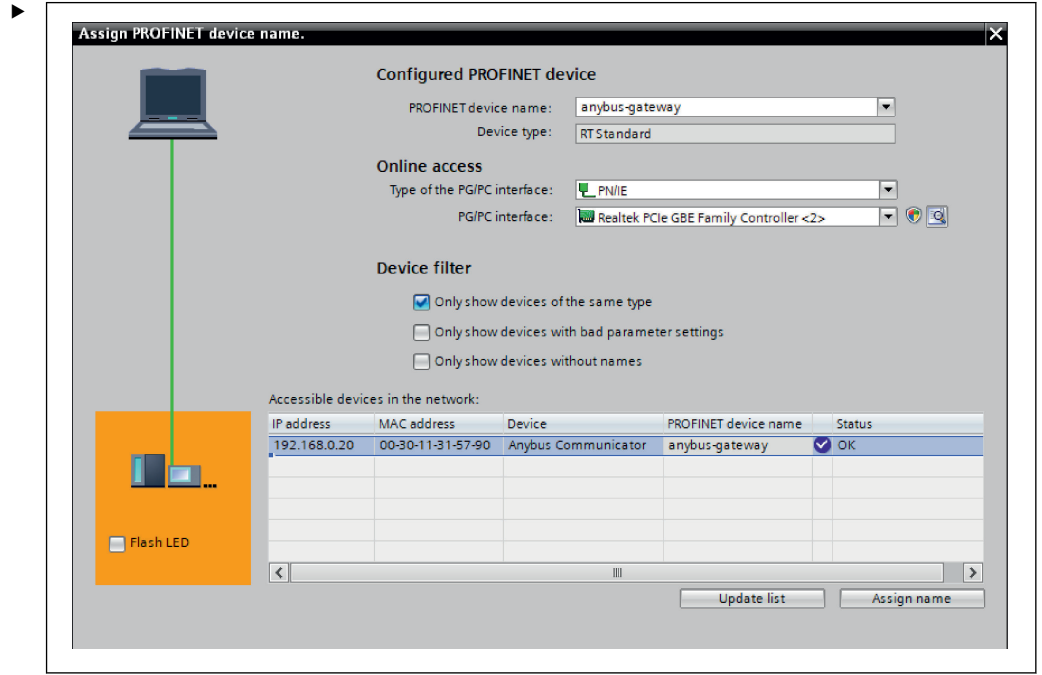 Assign PROFINET device name.
Configured PROFINET device
PROFINET device name: anybus-gateway
Device type: RT Standard
Online access
Type of the PG/PC interface: PN/IE
PG/PC interface: Realtek PCIe GBE Family Controller <2>
Device filter
Only show devices of the same type
Only show devices with bad parameter settings
Only show devices without names
Accessible devices in the network:
IP address MAC address Device PROFINET device name Status
192.168.0.20 00-30-11-31-57-90 Anybus Communicator anybus-gateway OK
Flash LED
Update list Assign name